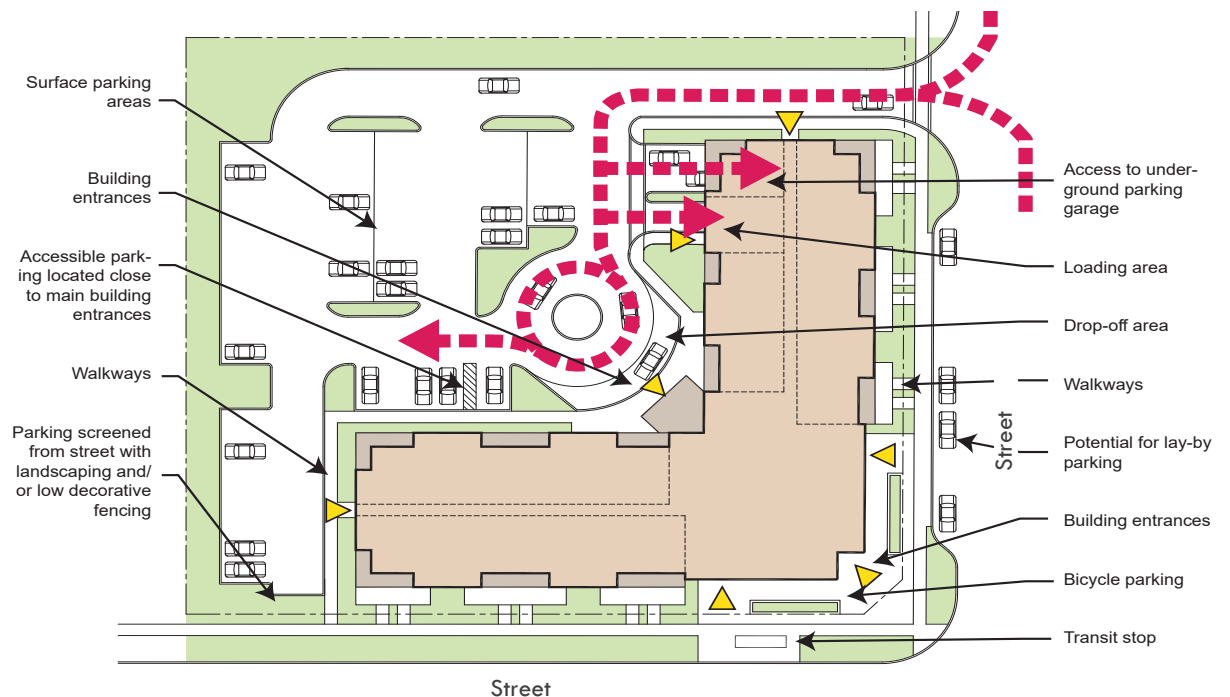 Surface parking
areas
Building
entrances
Accessible park-
ing located close
to main building
entrances
Walkways
Parking screened
from street with
landscaping and/
or low decorative
fencing
Access to under-
ground parking
garage
Loading area
Drop-off area
Walkways
Street
Potential for lay-by
parking
Building entrances
Bicycle parking
Transit stop
Street